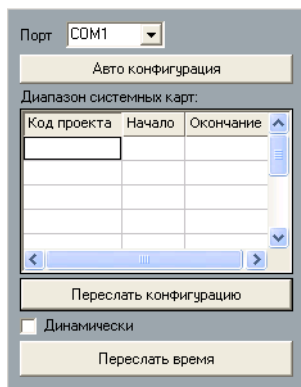 Порт COM1
Авто конфигурация
Диапазон системных карт:
Код проекта Начало Окончание
Переслать конфигурацию
Динамически
Переслать время